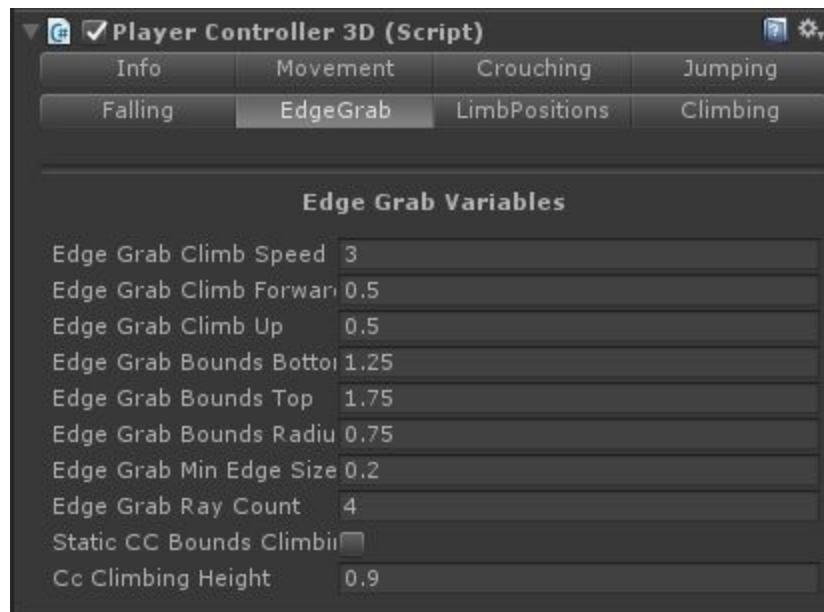 Player Controller 3D (Script)
Info Movement Crouching Jumping
Falling EdgeGrab LimbPositions Climbing
Edge Grab Variables
Edge Grab Climb Speed 3
Edge Grab Climb Forwar 0.5
Edge Grab Climb Up 0.5
Edge Grab Bounds Botto 1.25
Edge Grab Bounds Top 1.75
Edge Grab Bounds Radiu 0.75
Edge Grab Min Edge Size 0.2
Edge Grab Ray Count 4
Static CC Bounds Climbi
Cc Climbing Height 0.9